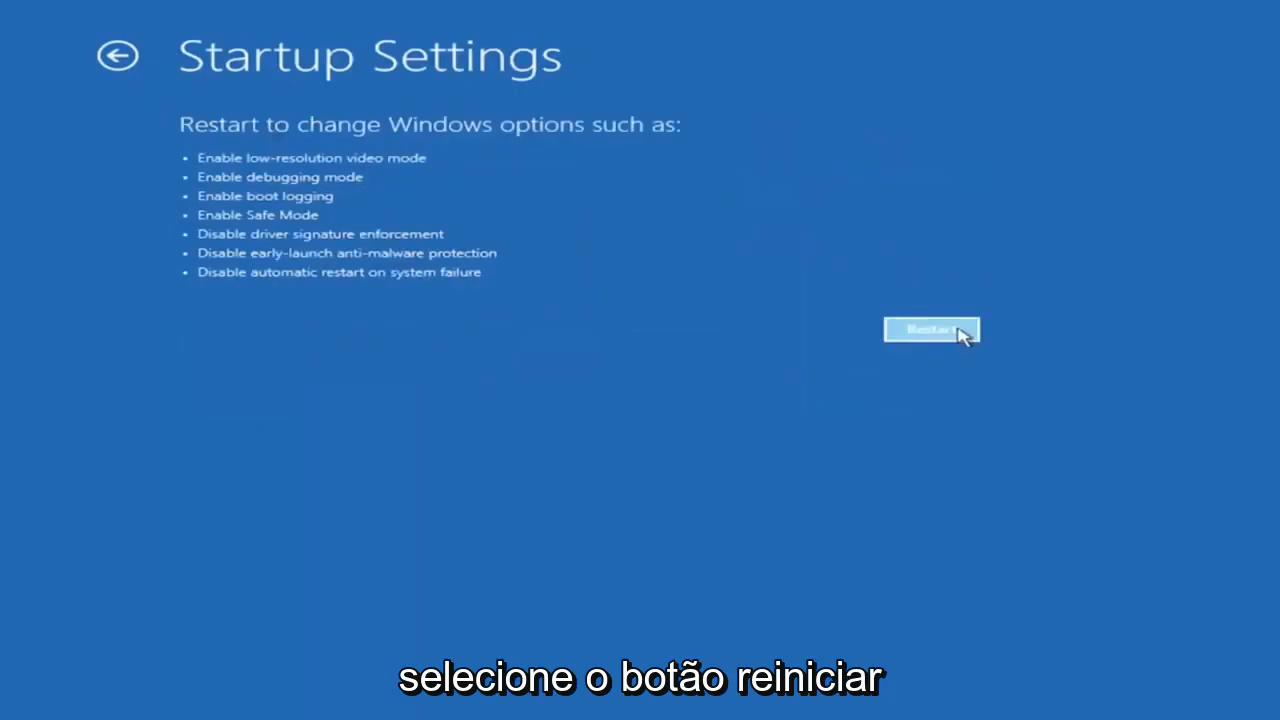 Startup Settings
Restart to change Windows options such as:
• Enable low-resolution video mode
• Enable debugging mode
• Enable boot logging
• Enable Safe Mode
• Disable driver signature enforcement
• Disable early-launch anti-malware protection
• Disable automatic restart on system failure
Restart
selecione o botão reiniciar